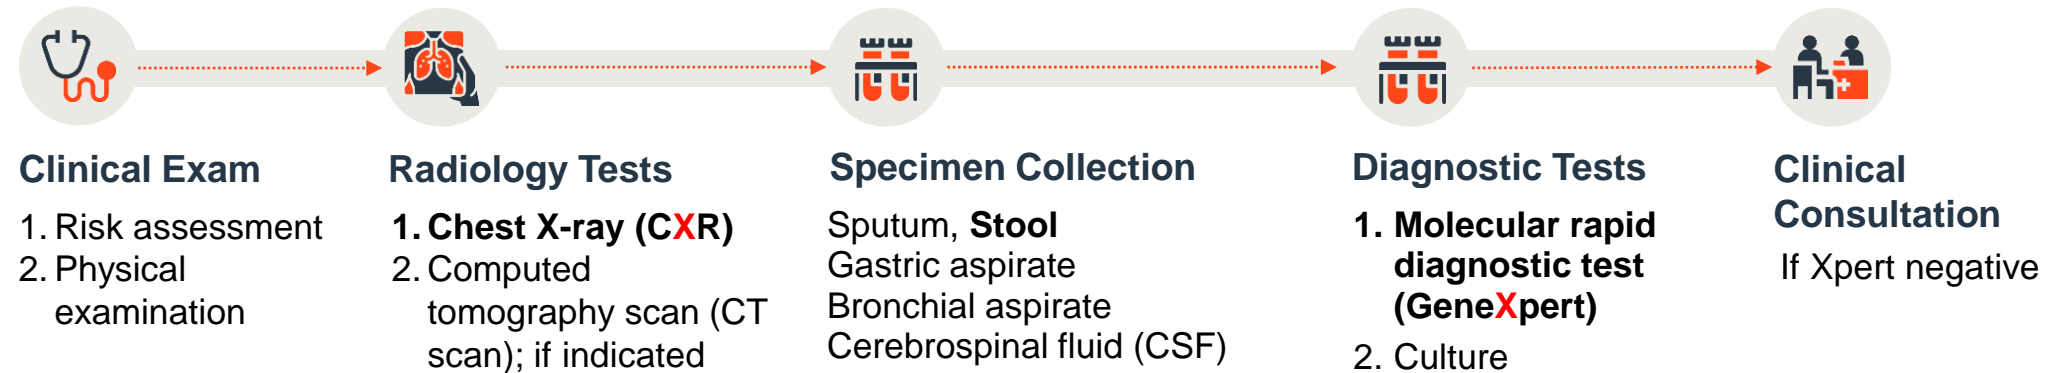 Clinical Exam
1. Risk assessment
2. Physical
examination
Radiology Tests
1. Chest X-ray (CXR)
2. Computed
tomography scan (CT
scan); if indicated
Specimen Collection
Sputum, Stool
Gastric aspirate
Bronchial aspirate
Cerebrospinal fluid (CSF)
Diagnostic Tests
1. Molecular rapid
diagnostic test
(GeneXpert)
2. Culture
Clinical
Consultation
If Xpert negative